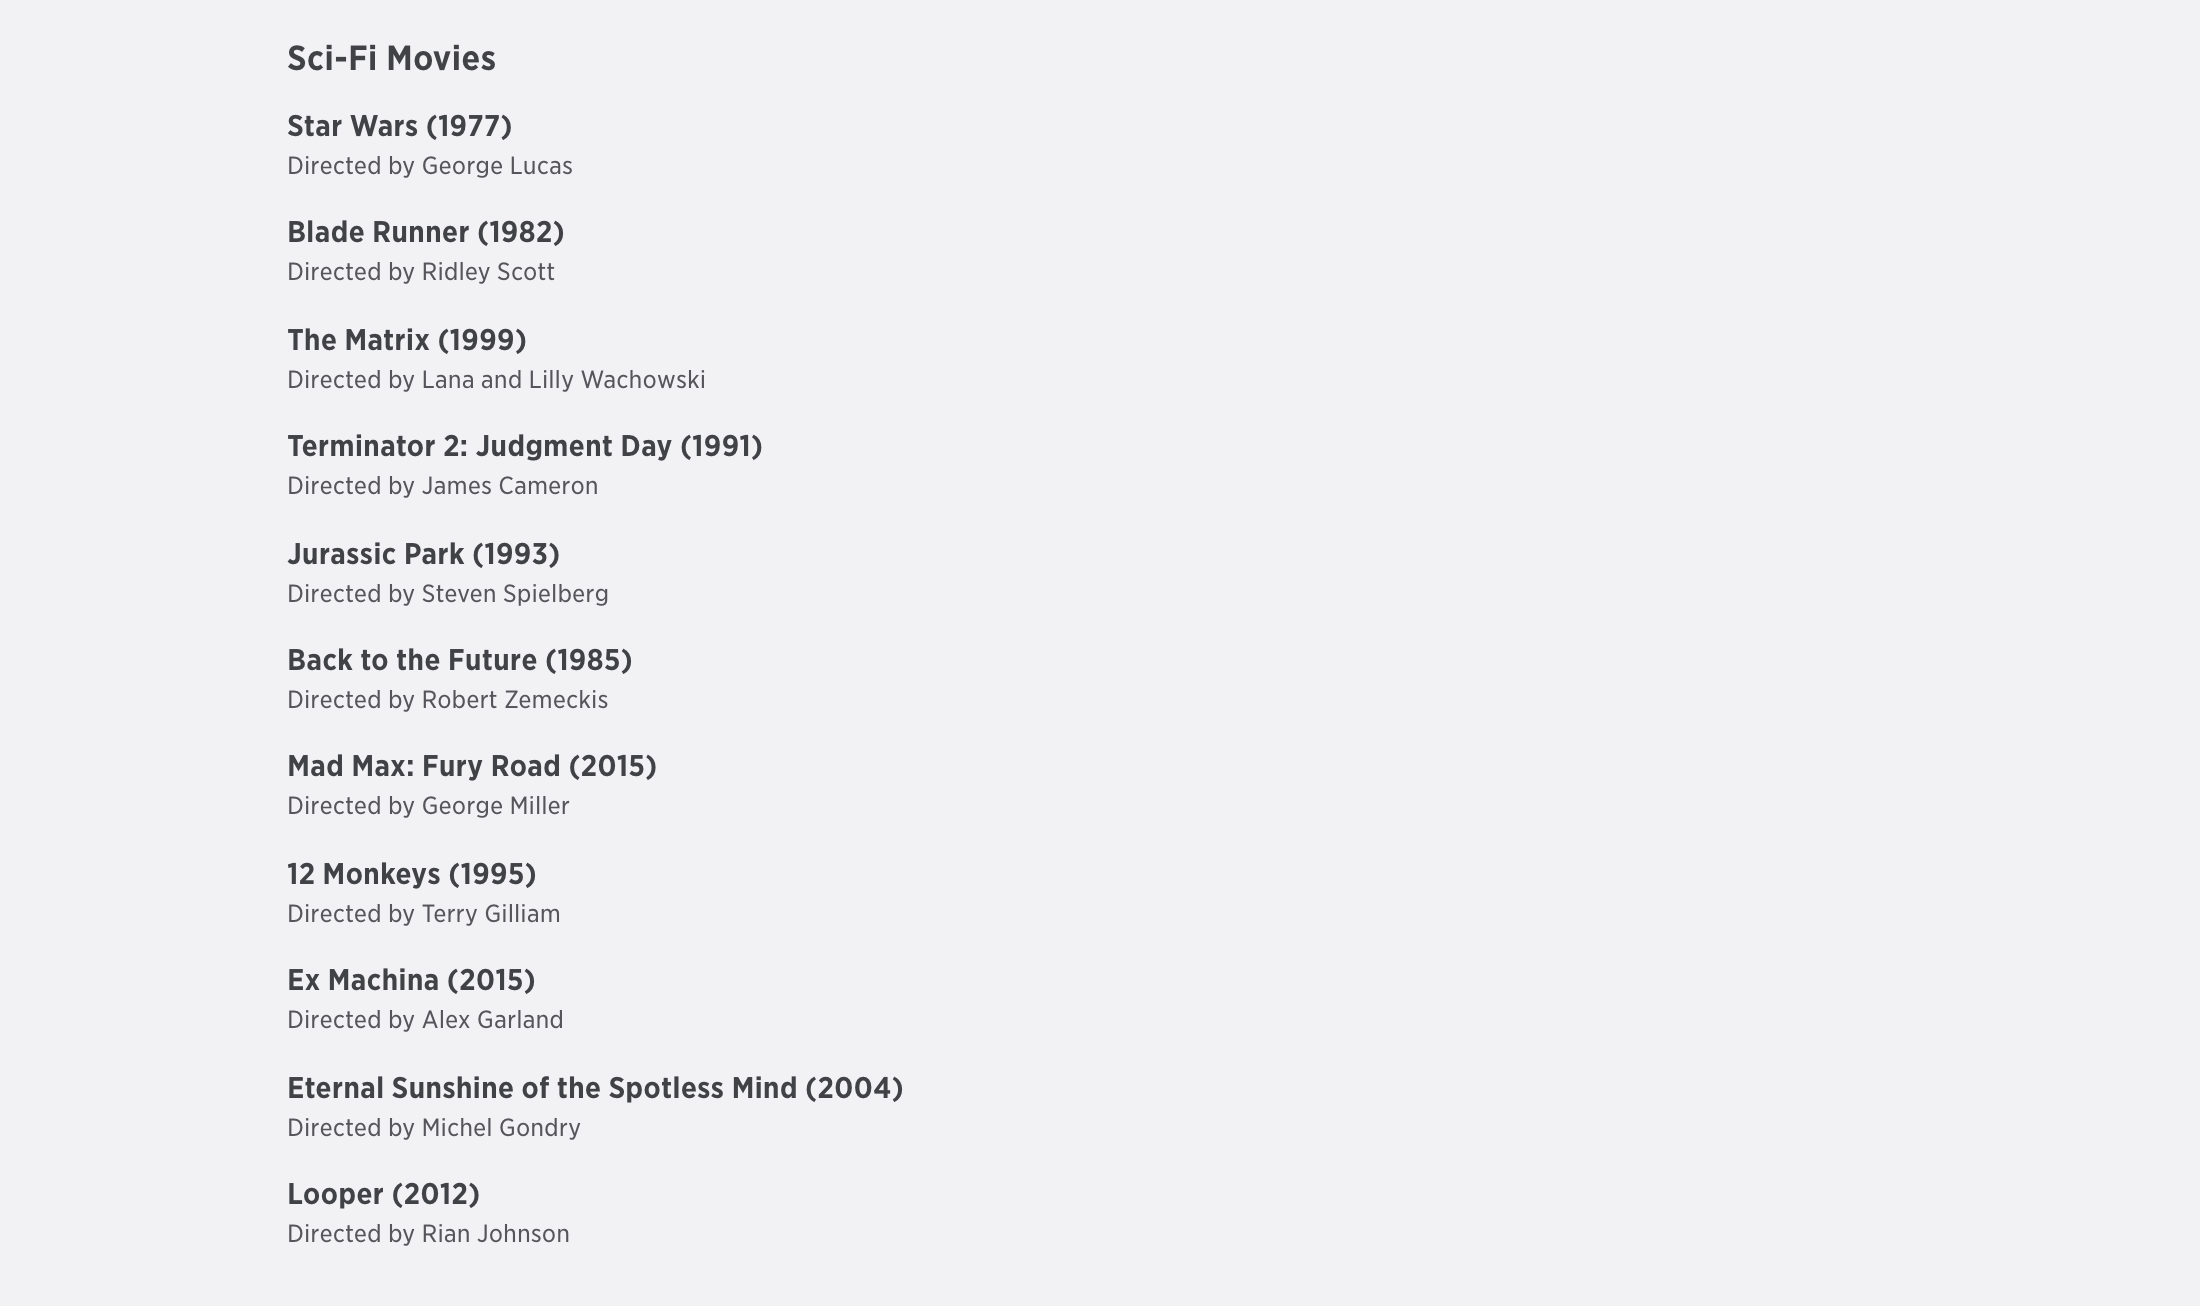 Sci-Fi Movies
Star Wars (1977)
Directed by George Lucas
Blade Runner (1982)
Directed by Ridley Scott
The Matrix (1999)
Directed by Lana and Lilly Wachowski
Terminator 2: Judgment Day (1991)
Directed by James Cameron
Jurassic Park (1993)
Directed by Steven Spielberg
Back to the Future (1985)
Directed by Robert Zemeckis
Mad Max: Fury Road (2015)
Directed by George Miller
12 Monkeys (1995)
Directed by Terry Gilliam
Ex Machina (2015)
Directed by Alex Garland
Eternal Sunshine of the Spotless Mind (2004)
Directed by Michel Gondry
Looper (2012)
Directed by Rian Johnson